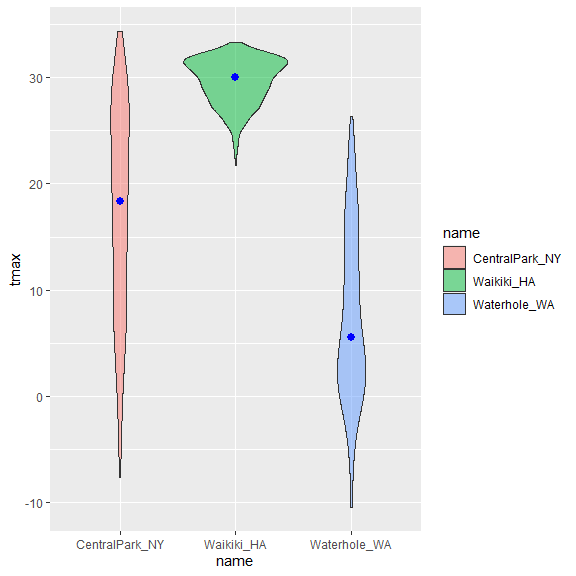 30
20
10
0
-10
tmax
CentralPark_NY
Waikiki_HA
Waterhole_WA
name
name
CentralPark_NY
Waikiki_HA
Waterhole_WA